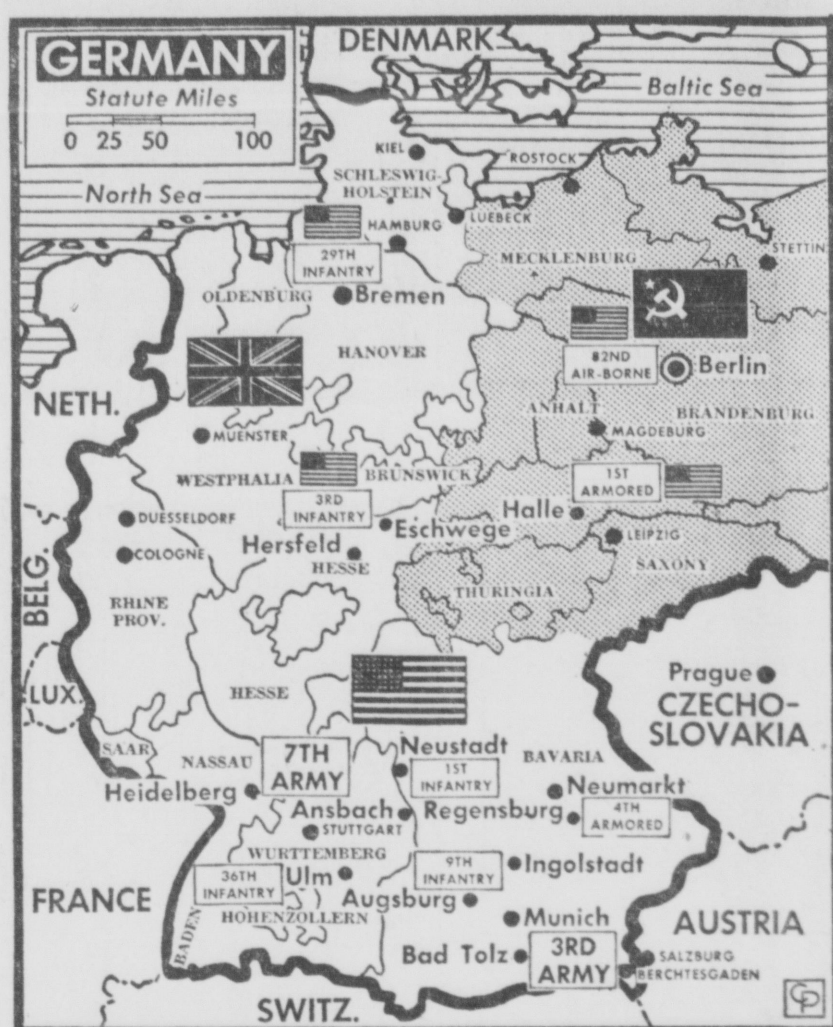 GERMANY
Statute Miles
0 25 50 100
DENMARK
Baltic Sea
KIEL
ROSTOCK
SCHLESWIG-
HOLSTEIN
North Sea
LUEBECK
HAMBURG
STETTIN
29TH
INFANTRY
MECKLENBURG
OLDENBURG
Bremen
HANOVER
82ND
AIR-BORNE
Berlin
NETH.
ANHALT
BRANDENBURG
MUENSTER
MAGDEBURG
WESTPHALIA
BRUNSWICK
1ST
ARMORED
3RD
INFANTRY
DUESSELDORF
Eschwege
Halle
LEIPZIG
COLOGNE
Hersfeld
HESSE
SAXONY
BELG.
THURINGIA
RHINE
PROV.
LUX.
HESSE
Prague
CZECHO-
SLOVAKIA
SAAR
NASSAU
7TH
ARMY
Neustadt
BAVARIA
1ST
INFANTRY
Heidelberg
Neumarkt
Ansbach
Regensburg
4TH
ARMORED
STUTTGART
WURTTEMBERG
36TH
INFANTRY
Ulm
9TH
INFANTRY
Ingolstadt
FRANCE
Augsburg
HOHENZOLLERN
BADEN
Munich
AUSTRIA
Bad Tolz
3RD
ARMY
SALZBURG
BERCHTESGADEN
SWITZ.
CP